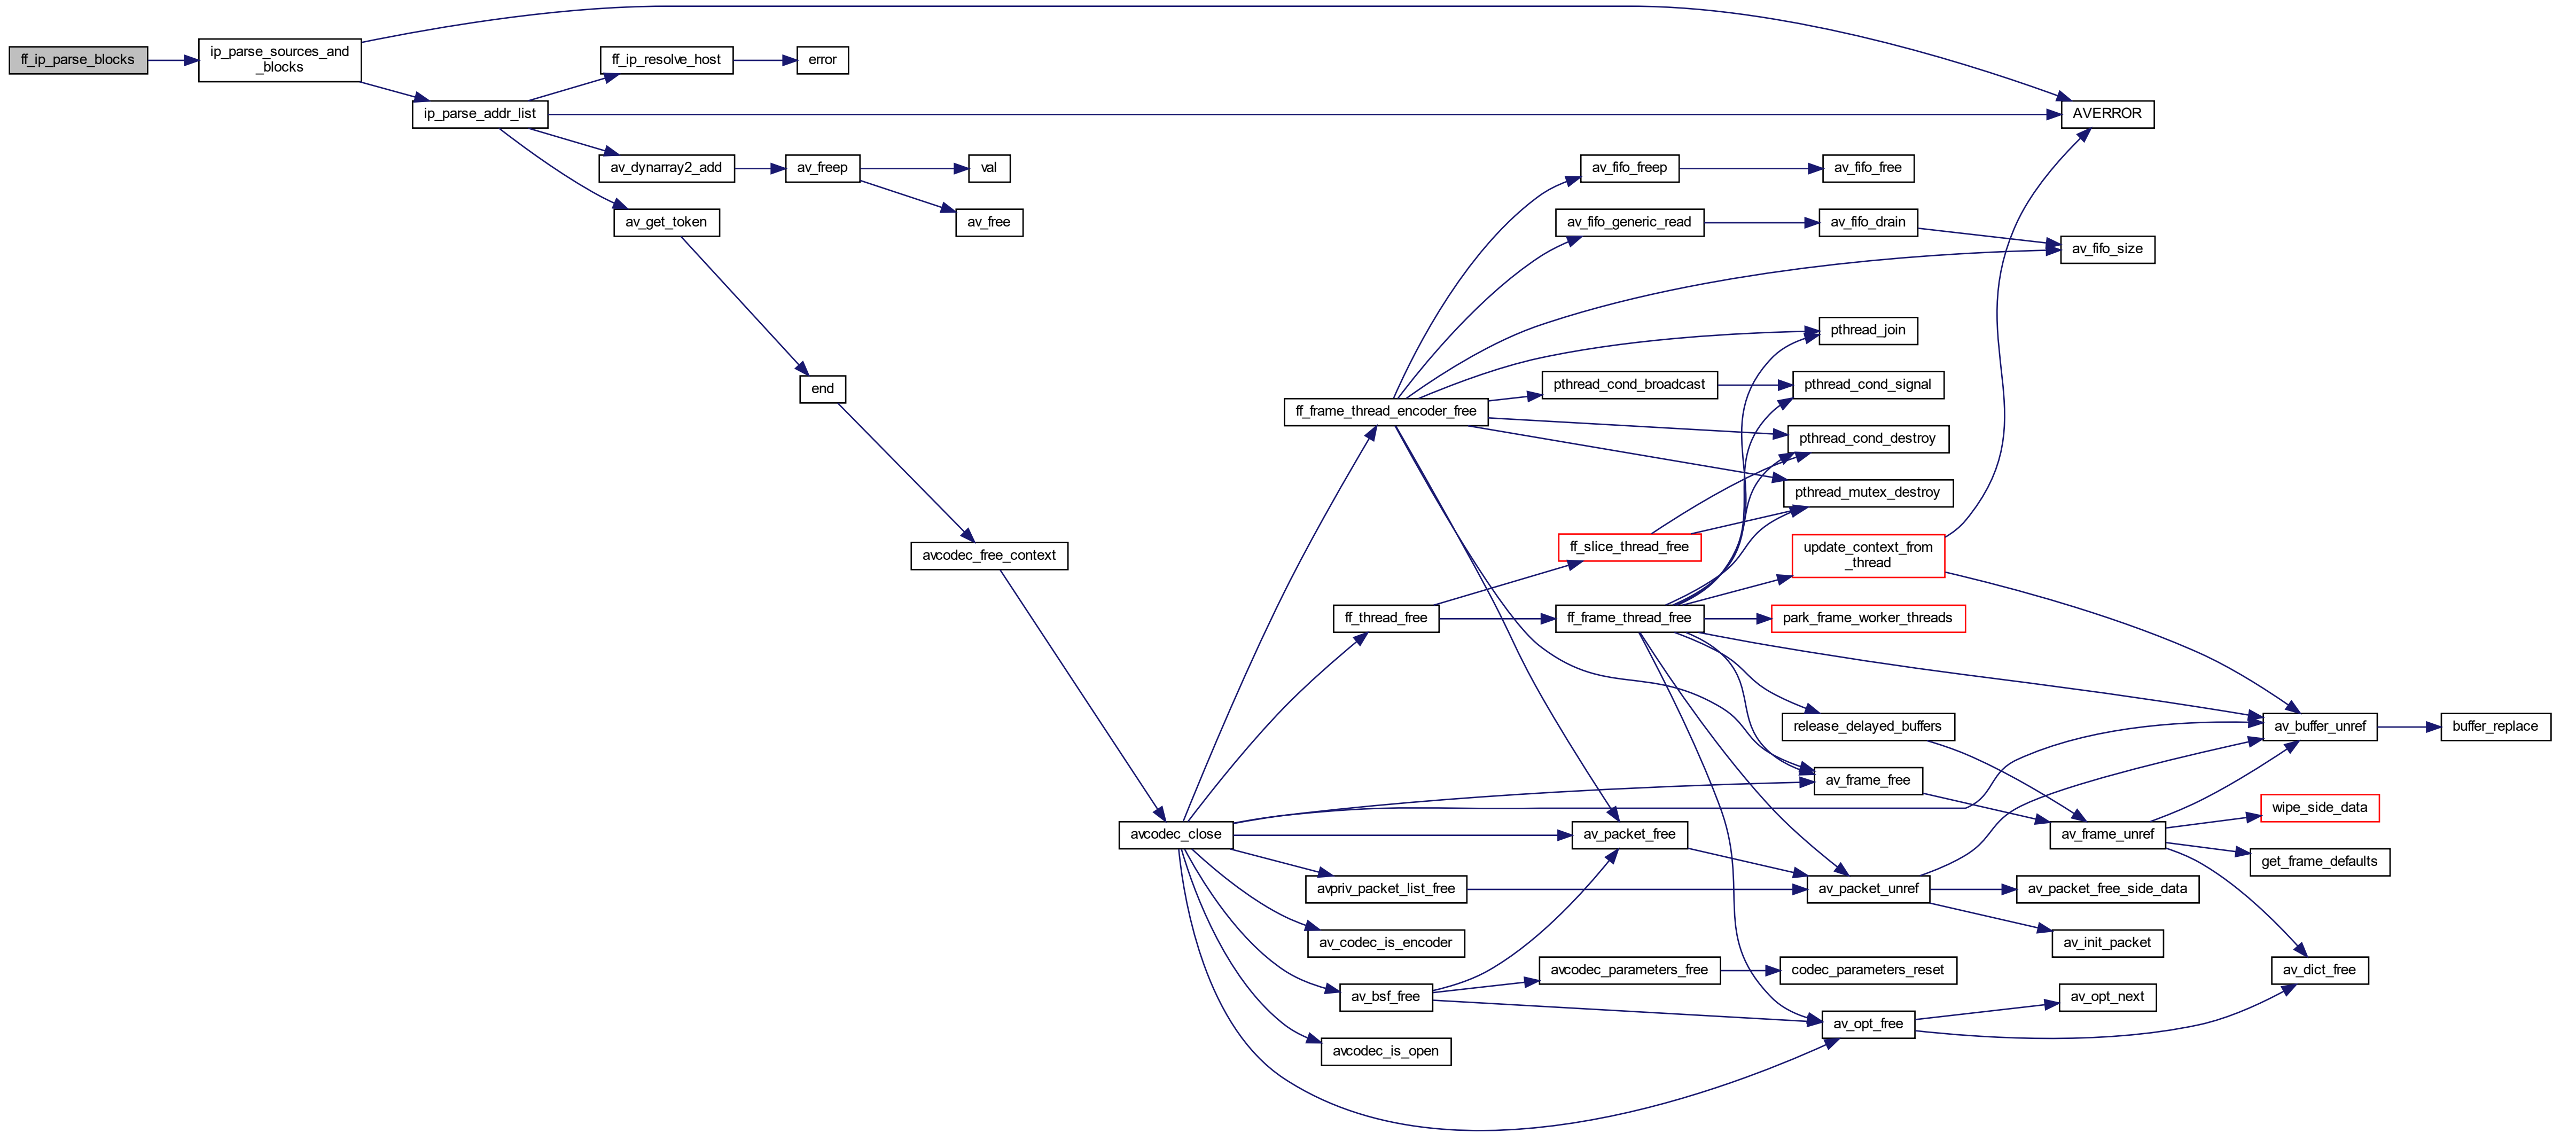 ff_ip_parse_blocks
ip_parse_sources_and
_blocks
ip_parse_addr_list
ff_ip_resolve_host
error
AVERROR
av_dynarray2_add
av_freep
val
av_free
av_get_token
end
avcodec_free_context
avcodec_close
ff_frame_thread_encoder_free
av_fifo_freep
av_fifo_free
av_fifo_generic_read
av_fifo_drain
av_fifo_size
pthread_join
pthread_cond_broadcast
pthread_cond_signal
pthread_cond_destroy
pthread_mutex_destroy
ff_slice_thread_free
update_context_from
_thread
ff_thread_free
ff_frame_thread_free
park_frame_worker_threads
release_delayed_buffers
av_buffer_unref
buffer_replace
av_frame_free
wipe_side_data
av_packet_free
av_frame_unref
get_frame_defaults
avpriv_packet_list_free
av_packet_unref
av_packet_free_side_data
av_codec_is_encoder
av_init_packet
avcodec_parameters_free
codec_parameters_reset
av_dict_free
av_bsf_free
av_opt_next
av_opt_free
avcodec_is_open